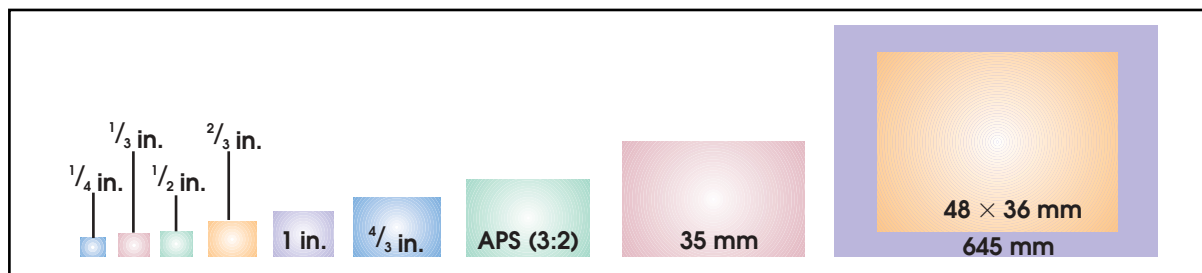 1/4 in.
1/3 in.
1/2 in.
2/3 in.
1 in.
4/3 in.
APS (3:2)
35 mm
48 × 36 mm
645 mm